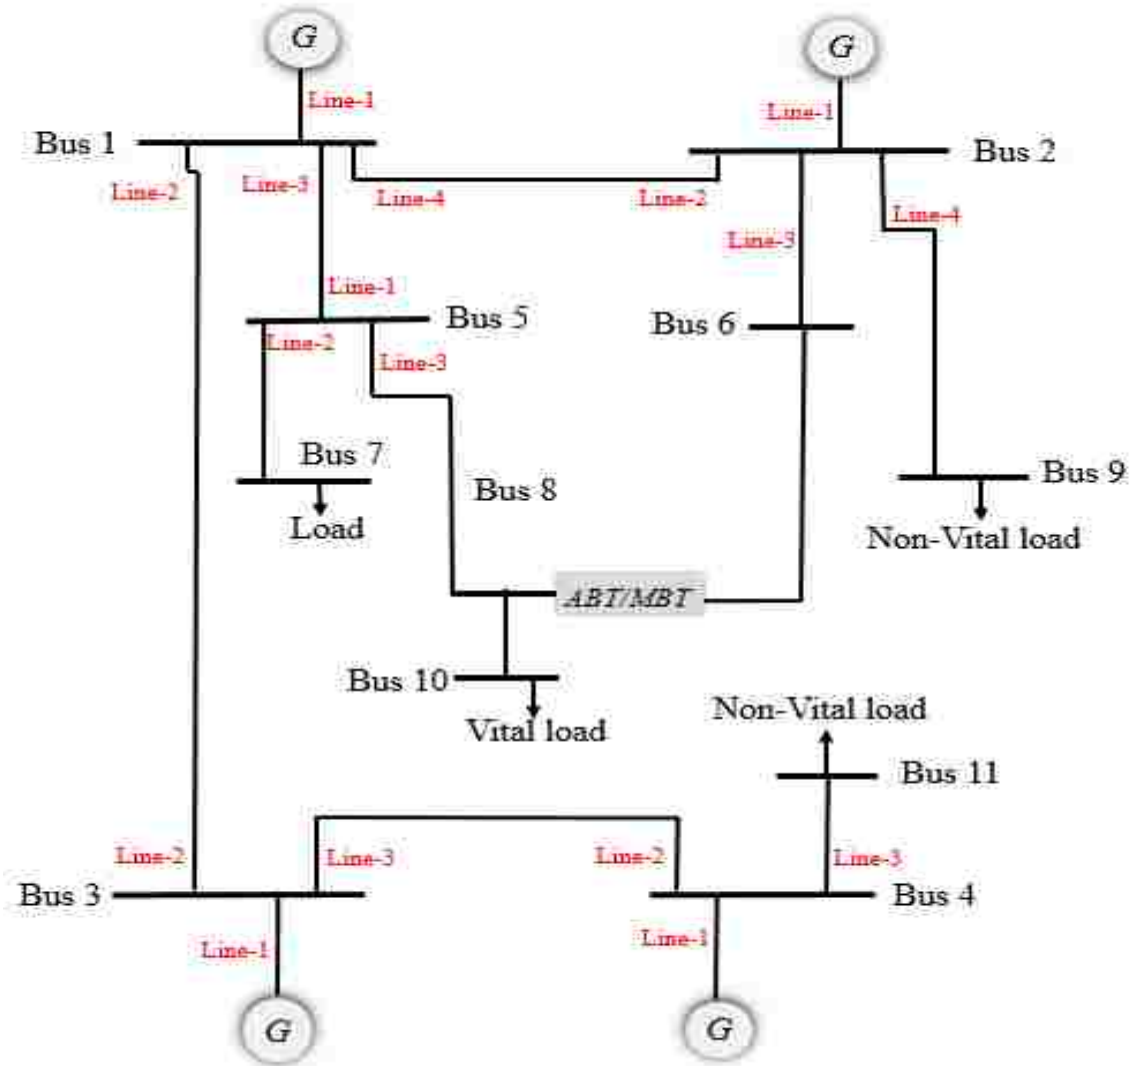 G
G
Line-1
Line-1
Bus 1
Bus 2
Line-2
Line-3
Line-4
Line-2
Line-4
Line-3
Line-1
Bus 5
Bus 6
Line-2
Line-3
Bus 7
Bus 8
Bus 9
Load
Non-Vital load
ABT/MBT
Bus 10
Vital load
Non-Vital load
Bus 11
Line-2
Line-3
Line-2
Line-3
Bus 3
Bus 4
Line-1
Line-1
G
G